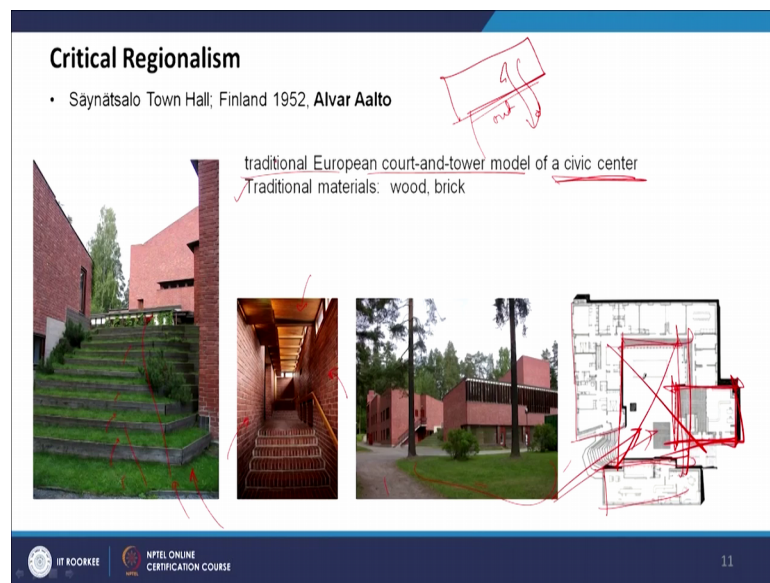 Critical Regionalism
• Säynätsalo Town Hall; Finland 1952, Alvar Aalto
out
traditional European court-and-tower model of a civic center
Traditional materials: wood, brick
IIT ROORKEE
NPTEL ONLINE
CERTIFICATION COURSE
11